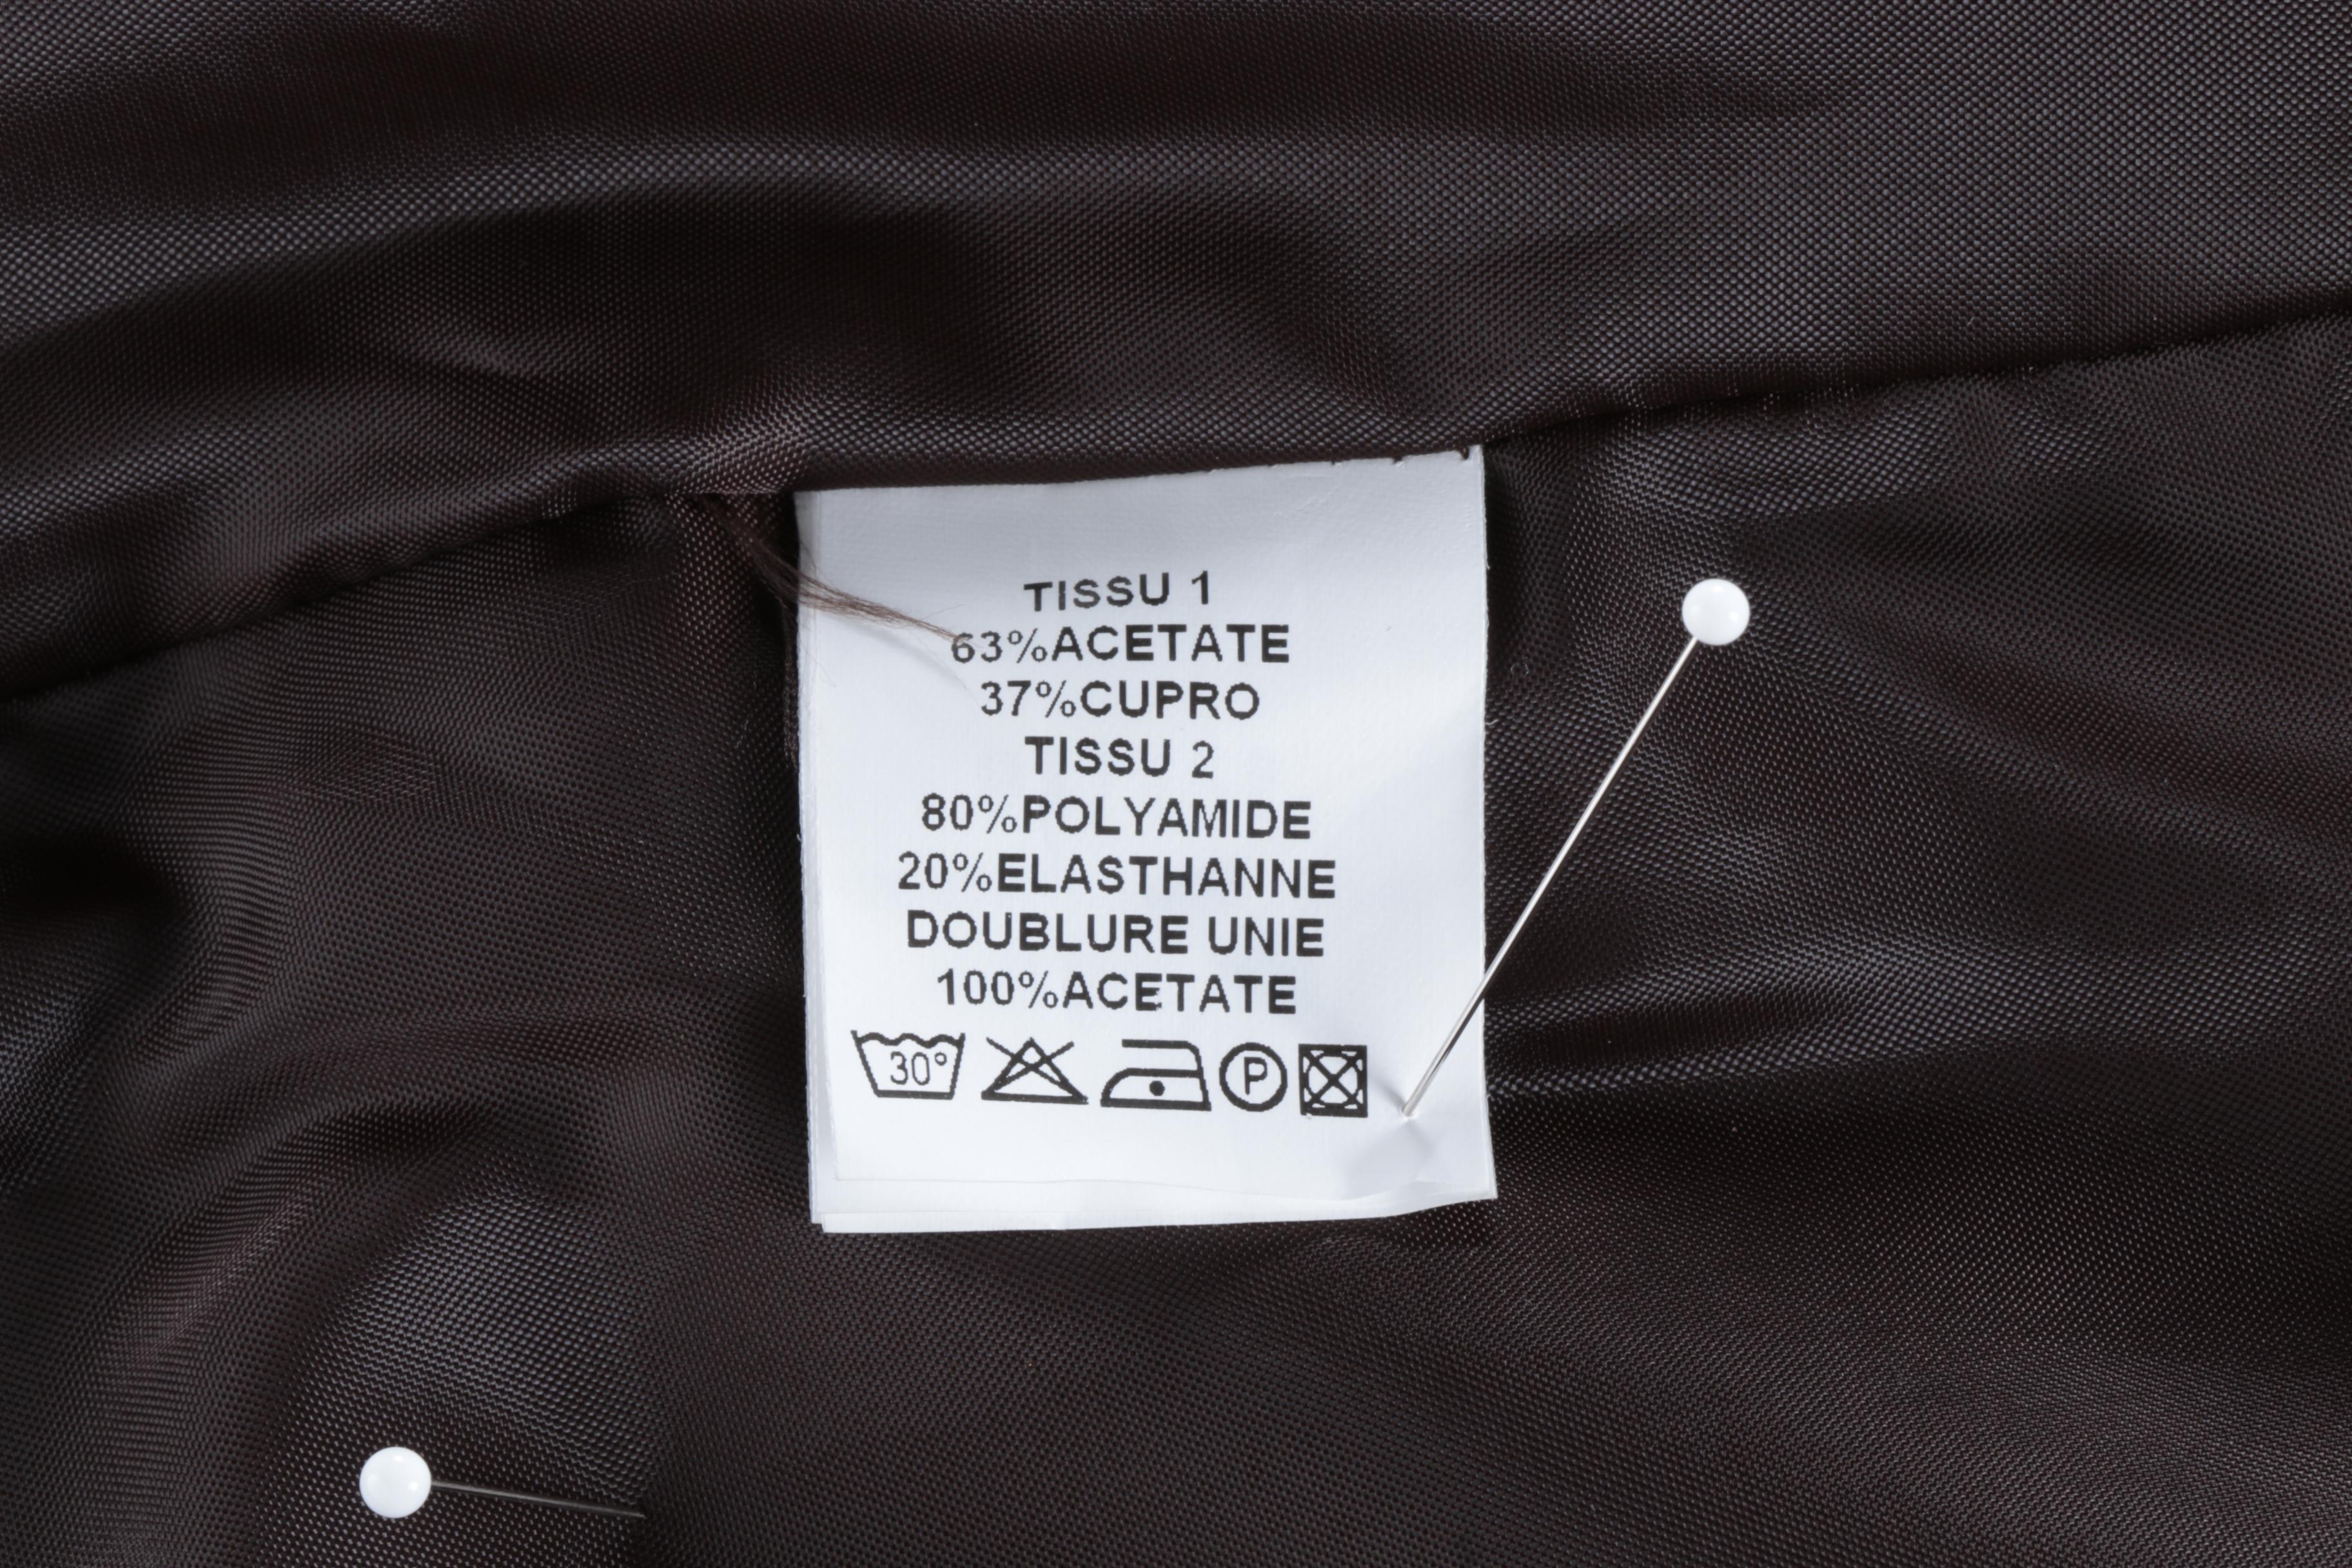 TISSU 1
63%ACETATE
37%CUPRO
TISSU 2
80%POLYAMIDE
20%ELASTHANNE
DOUBLURE UNIE
100%ACETATE
30° P